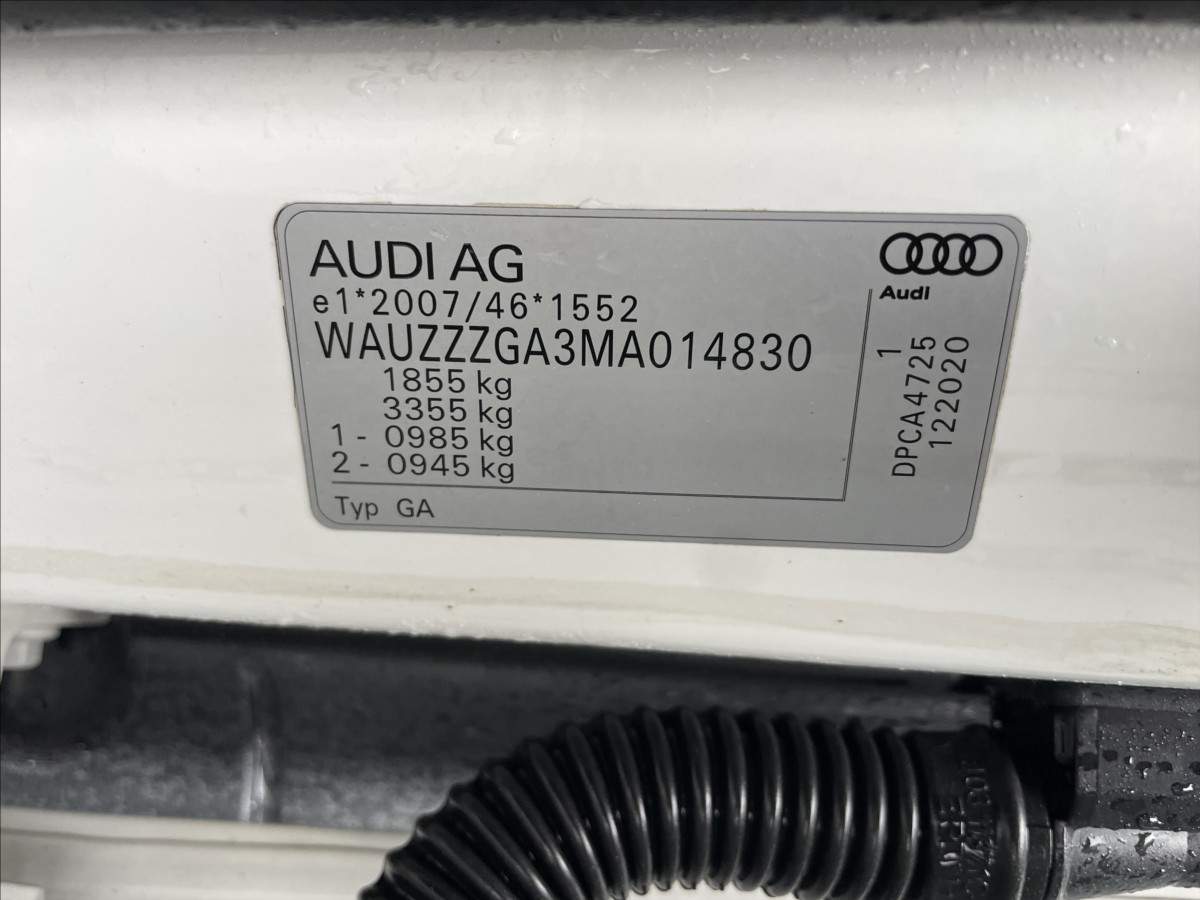 AUDI AG
e1*2007/46*1552
WAUZZZGA3MA014830
1855 kg
3355 kg
1 - 0985 kg
2 - 0945 kg
Typ GA
Audi
1
DPCA4725
122020